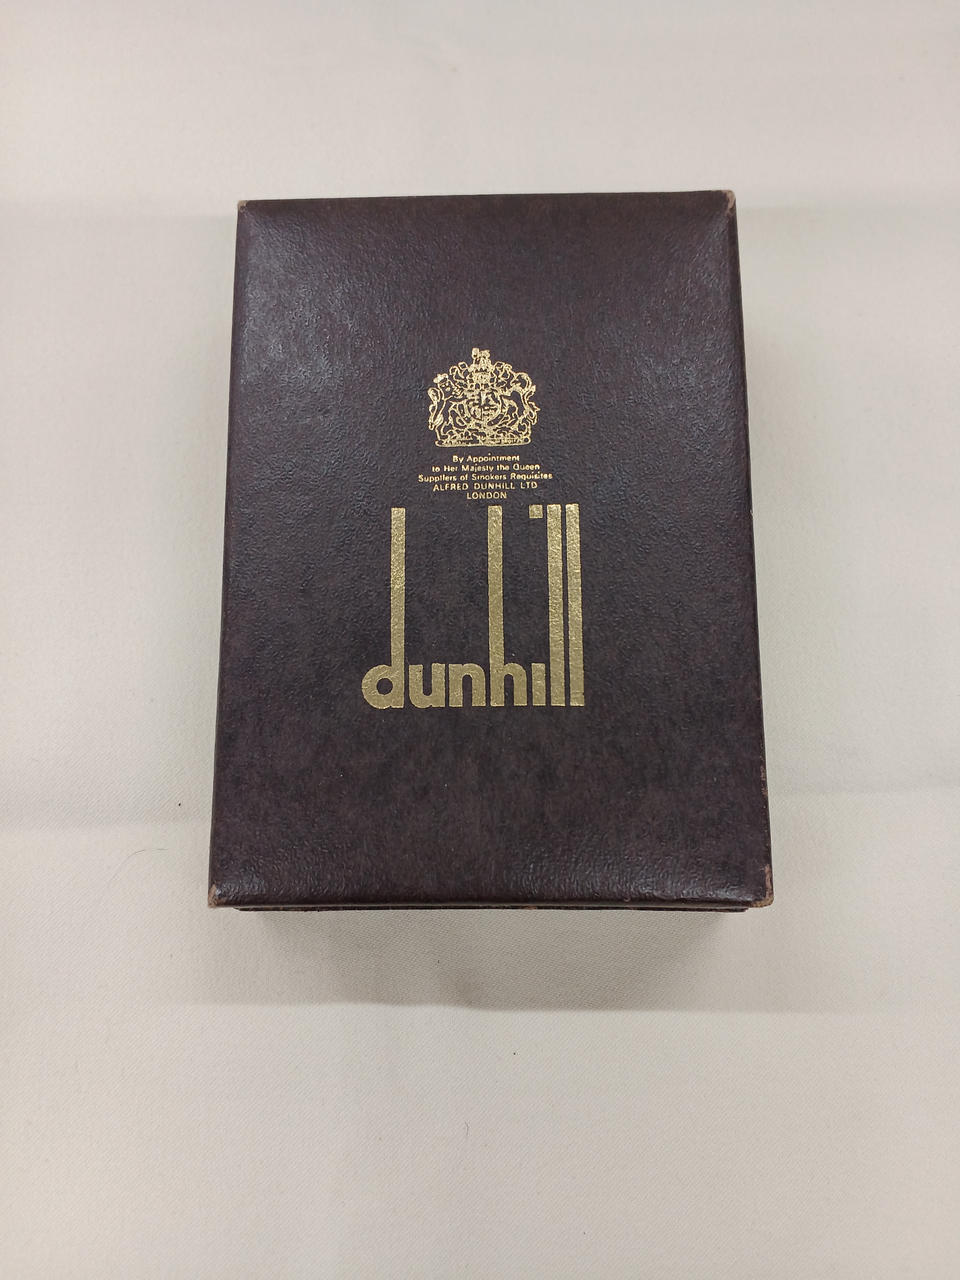 By Appointment
to Her Majesty the Queen
Suppliers of Smokers Requisites
ALFRED DUNHILL LTD
LONDON
dunhill